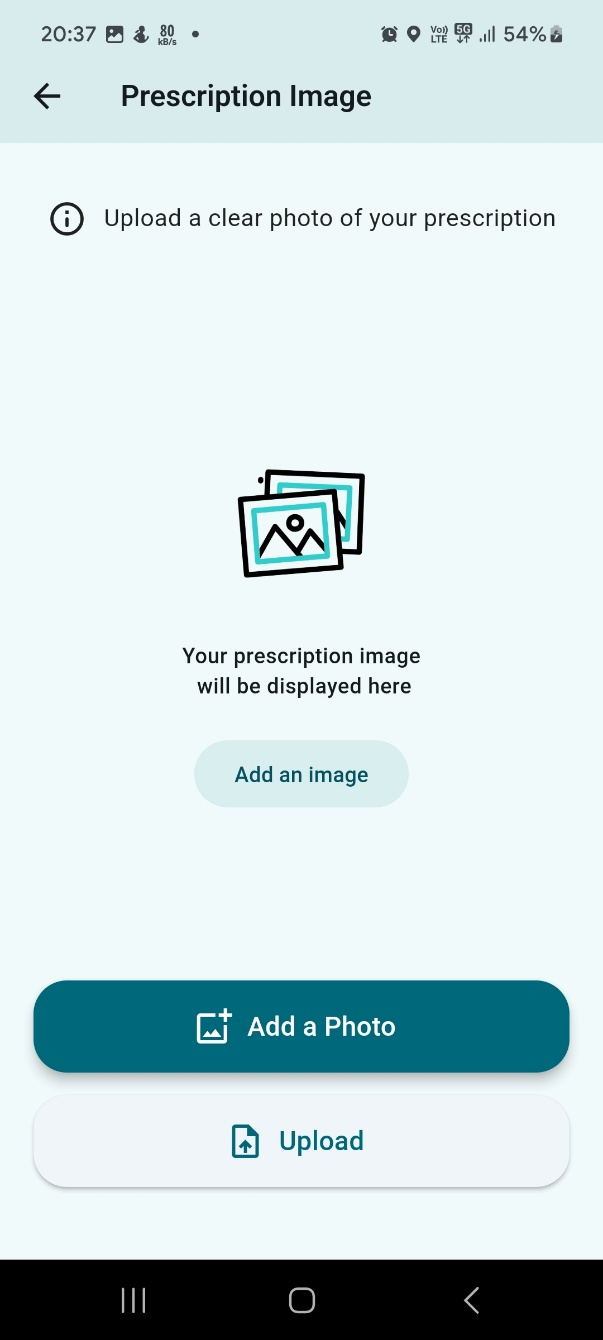 20:37 80 kB/s Vo) LTE 5G 54%
Prescription Image
Upload a clear photo of your prescription
Your prescription image
will be displayed here
Add an image
Add a Photo
Upload